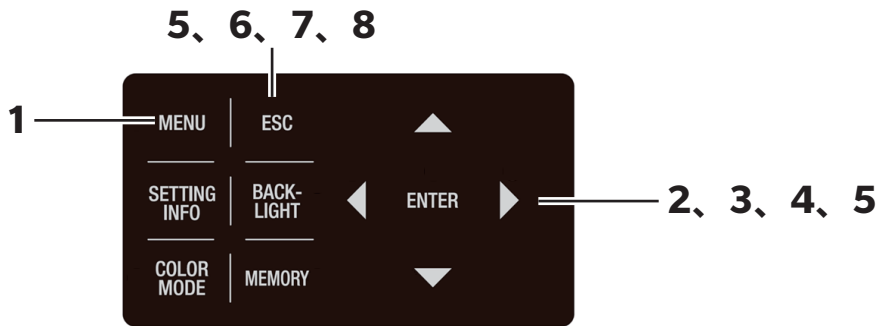 5、6、7、8
1
MENU
ESC
SETTING
INFO
BACK-
LIGHT
ENTER
2、3、4、5
COLOR
MODE
MEMORY